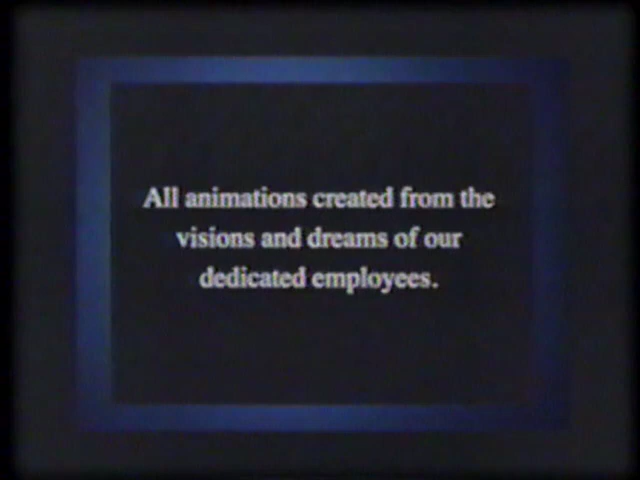 All animations created from the
visions and dreams of our
dedicated employees.